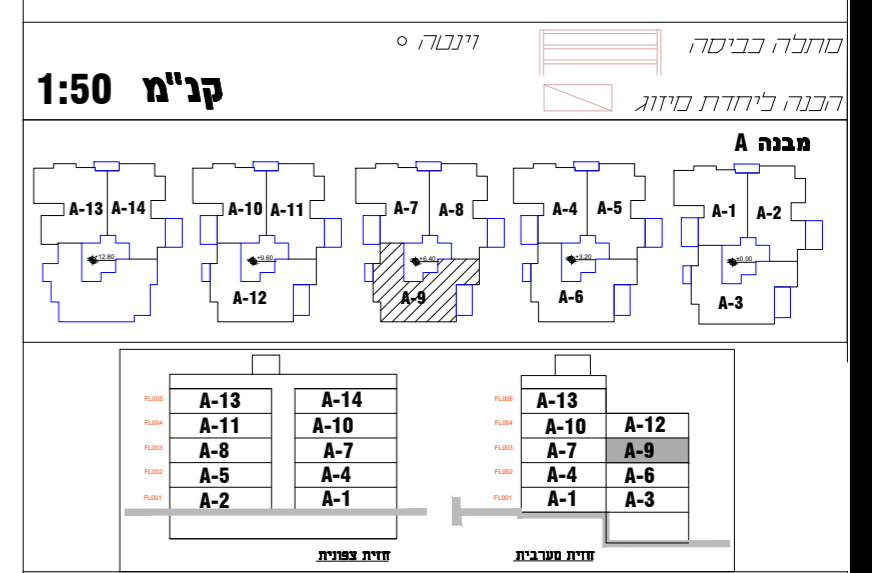 מתלה כביסה
וינטה
הכנה ליחדת מיזוג
קנ"מ 1:50
מבנה A
A-13 A-14 A-10 A-11 A-7 A-8 A-4 A-5 A-1 A-2
+12.80 +9.60 +6.40 +3.20 ±0.00
A-12 A-9 A-6 A-3
FL005 A-13 A-14
FL004 A-11 A-10
FL003 A-8 A-7
FL002 A-5 A-4
FL001 A-2 A-1
חזית צפונית
FL005 A-13
FL004 A-10 A-12
FL003 A-7 A-9
FL002 A-4 A-6
FL001 A-1 A-3
חזית מערבית